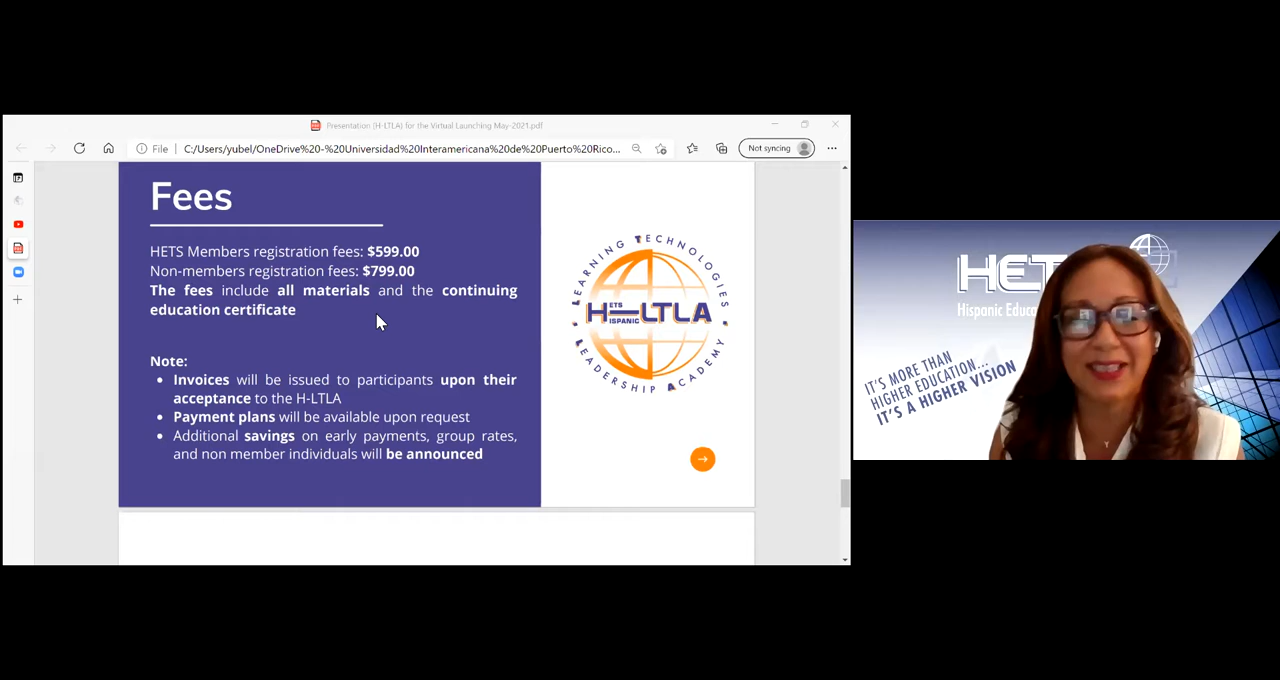 Presentation (H-LTLA) for the Virtual Launching May-2021.pdf
File
C:/Users/yubel/OneDrive%20-%20Universidad%20Interamericana%20de%20Puerto%20Rico...
Not syncing
Fees
HETS Members registration fees: $599.00
Non-members registration fees: $799.00
The fees include all materials and the continuing
education certificate
Note:
• Invoices will be issued to participants upon their
acceptance to the H-LTLA
• Payment plans will be available upon request
• Additional savings on early payments, group rates,
and non member individuals will be announced
LEARNING TECHNOLOGIES
H-LTLA
ETS
ISPANIC
LEADERSHIP ACADEMY
HET
Hispanic Educa
IT'S MORE THAN
HIGHER EDUCATION...
IT'S A HIGHER VISION